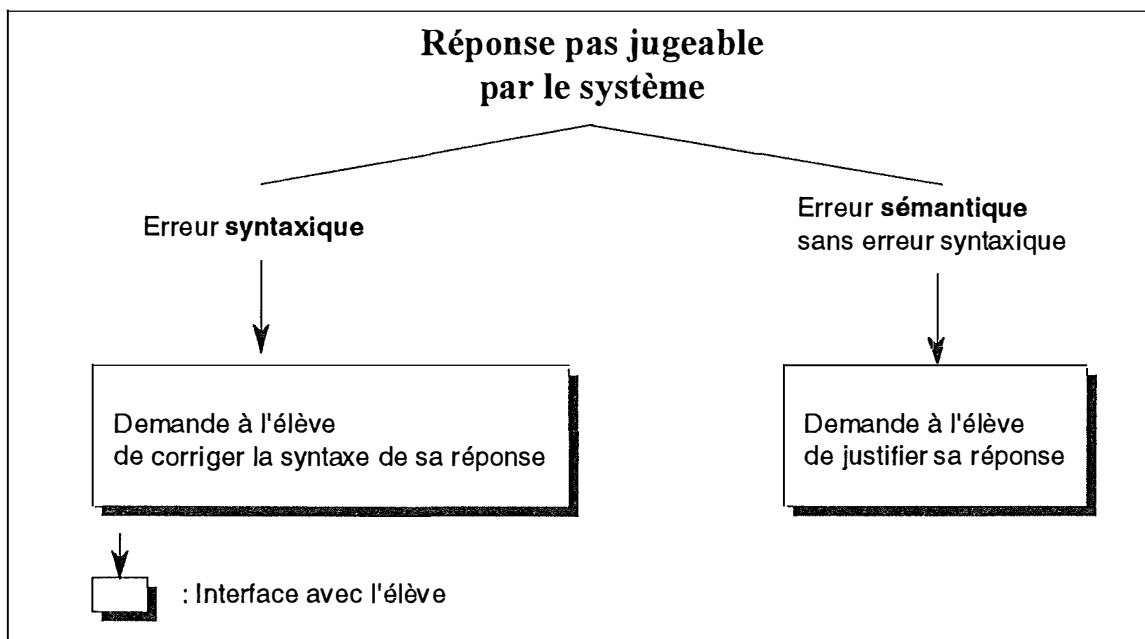 Réponse pas jugeable
par le système
Erreur syntaxique
Erreur sémantique
sans erreur syntaxique
Demande à l'élève
de corriger la syntaxe de sa réponse
Demande à l'élève
de justifier sa réponse
: Interface avec l'élève